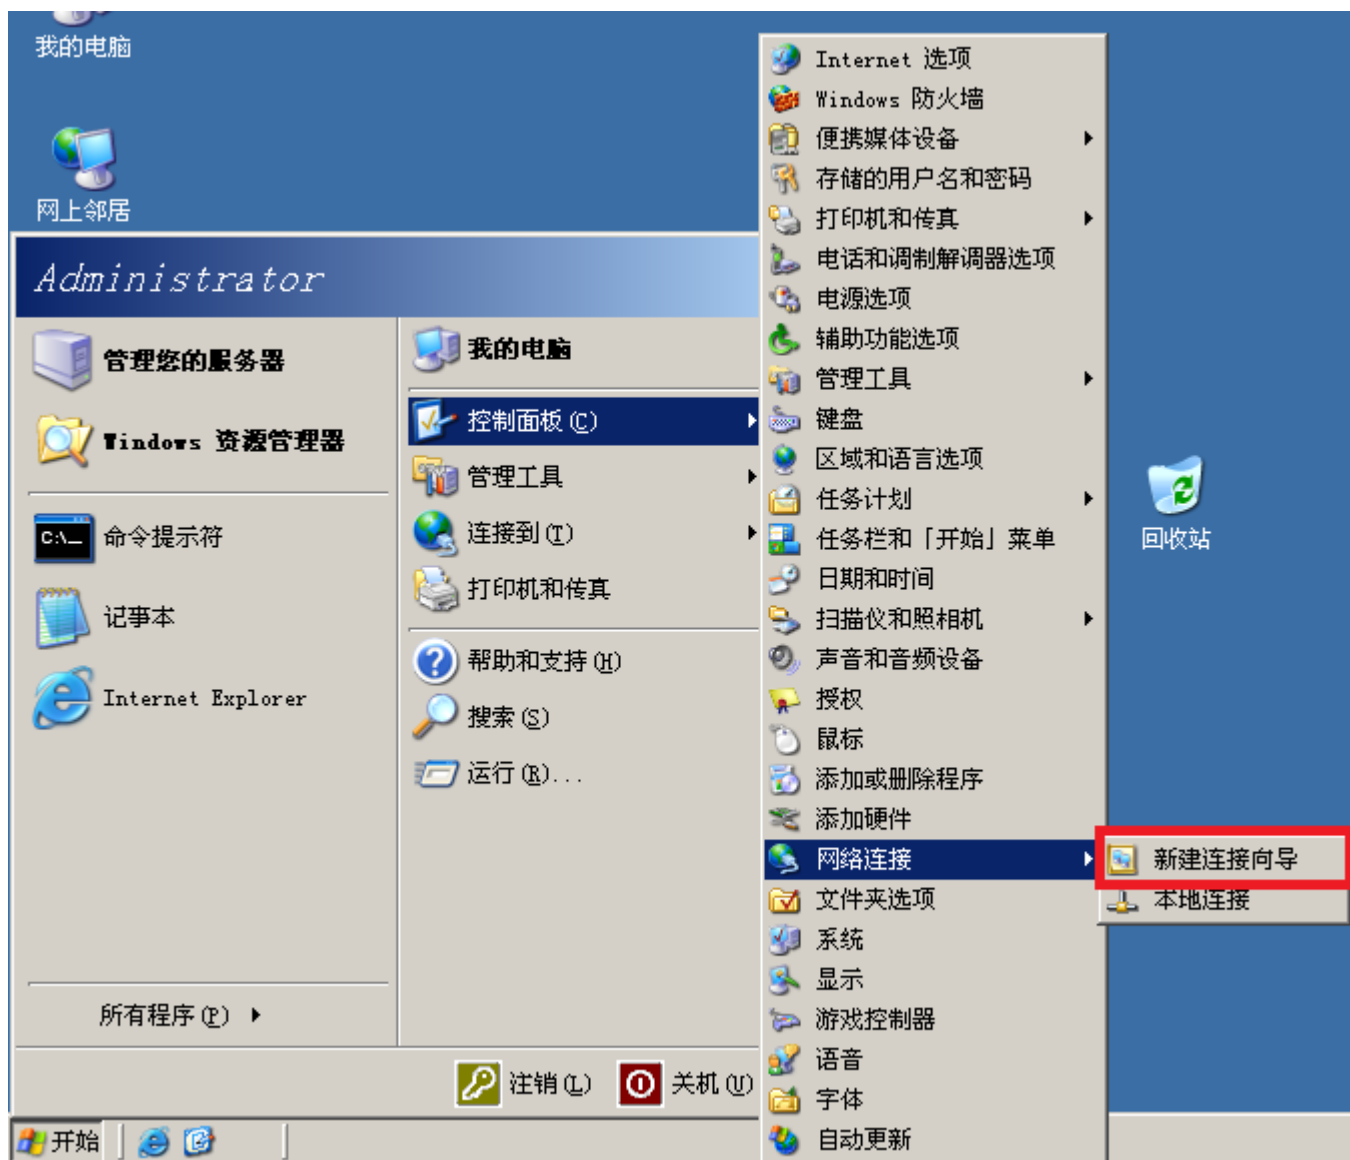 我的电脑
网上邻居
Administrator
管理您的服务器
Windows 资源管理器
命令提示符
C:\_
记事本
Internet Explorer
所有程序(P)
我的电脑
控制面板(C)
管理工具
连接到(T)
打印机和传真
帮助和支持(H)
搜索(S)
运行(R)...
注销(L)
关机(U)
开始
Internet 选项
Windows 防火墙
便携媒体设备
存储的用户名和密码
打印机和传真
电话和调制解调器选项
电源选项
辅助功能选项
管理工具
键盘
区域和语言选项
任务计划
任务栏和「开始」菜单
日期和时间
扫描仪和照相机
声音和音频设备
授权
鼠标
添加或删除程序
添加硬件
网络连接
文件夹选项
系统
显示
游戏控制器
语音
字体
自动更新
新建连接向导
本地连接
回收站